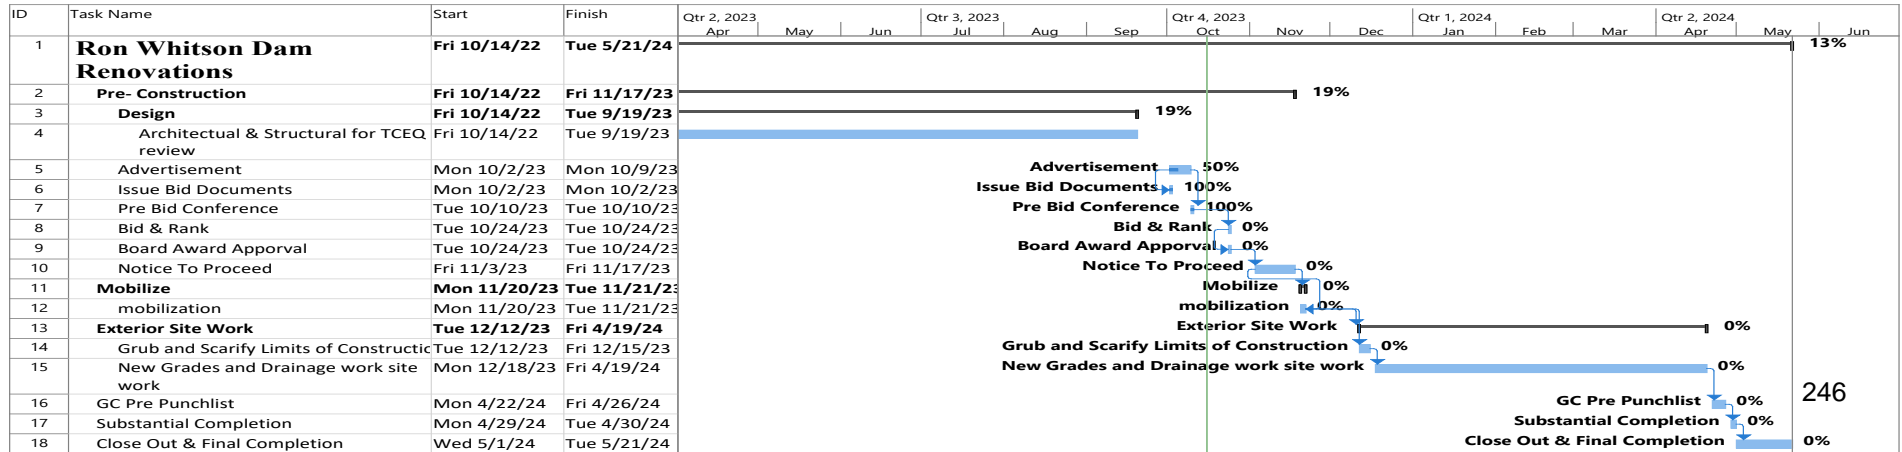 ID Task Name Start Finish Qtr 2, 2023 Qtr 3, 2023 Qtr 4, 2023 Qtr 1, 2024 Qtr 2, 2024
Apr May Jun Jul Aug Sep Oct Nov Dec Jan Feb Mar Apr May Jun
1 Ron Whitson Dam Fri 10/14/22 Tue 5/21/24 13%
Renovations
2 Pre- Construction Fri 10/14/22 Fri 11/17/23 19%
3 Design Fri 10/14/22 Tue 9/19/23 19%
4 Architectual & Structural for TCEQ Fri 10/14/22 Tue 9/19/23
review
5 Advertisement Mon 10/2/23 Mon 10/9/23 Advertisement 50%
6 Issue Bid Documents Mon 10/2/23 Mon 10/2/23 Issue Bid Documents 100%
7 Pre Bid Conference Tue 10/10/23 Tue 10/10/23 Pre Bid Conference 100%
8 Bid & Rank Tue 10/24/23 Tue 10/24/23 Bid & Rank 0%
9 Board Award Apporval Tue 10/24/23 Tue 10/24/23 Board Award Apporval 0%
10 Notice To Proceed Fri 11/3/23 Fri 11/17/23 Notice To Proceed 0%
11 Mobilize Mon 11/20/23 Tue 11/21/23 Mobilize 0%
12 mobilization Mon 11/20/23 Tue 11/21/23 mobilization 0%
13 Exterior Site Work Tue 12/12/23 Fri 4/19/24 Exterior Site Work 0%
14 Grub and Scarify Limits of Constructic Tue 12/12/23 Fri 12/15/23 Grub and Scarify Limits of Construction 0%
15 New Grades and Drainage work site Mon 12/18/23 Fri 4/19/24 New Grades and Drainage work site work 0%
work
246
16 GC Pre Punchlist Mon 4/22/24 Fri 4/26/24 GC Pre Punchlist 0%
17 Substantial Completion Mon 4/29/24 Tue 4/30/24 Substantial Completion 0%
18 Close Out & Final Completion Wed 5/1/24 Tue 5/21/24 Close Out & Final Completion 0%